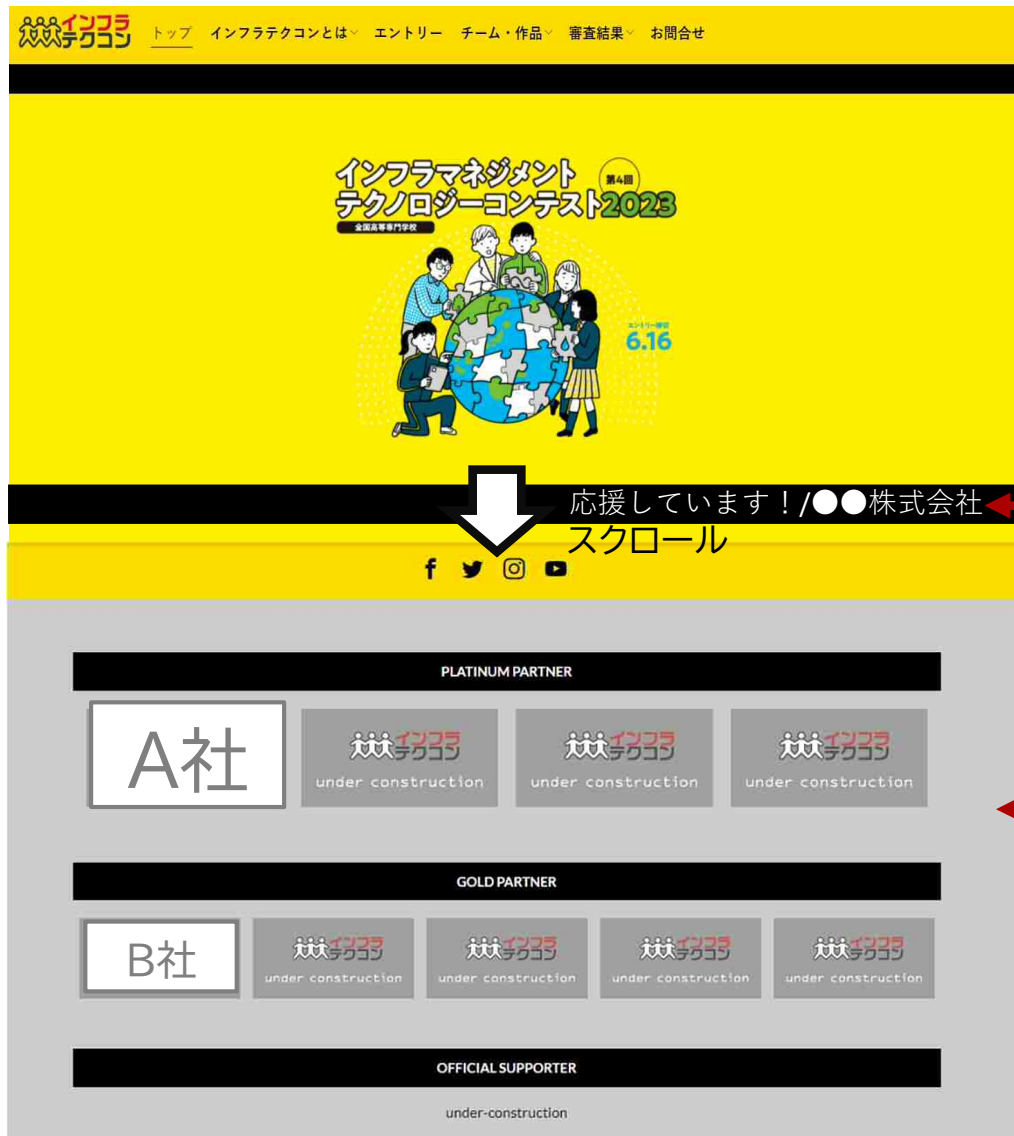 インフラ
テクコン
トップ インフラテクコンとは エントリー チーム・作品 審査結果 お問合せ
インフラマネジメント
テクノロジーコンテスト2023
第4回
全国高等専門学校
エントリー締切
6.16
応援しています！/●●株式会社
スクロール
PLATINUM PARTNER
A社
インフラ
テクコン
under construction
インフラ
テクコン
under construction
インフラ
テクコン
under construction
GOLD PARTNER
B社
インフラ
テクコン
under construction
インフラ
テクコン
under construction
インフラ
テクコン
under construction
インフラ
テクコン
under construction
OFFICIAL SUPPORTER
under-construction